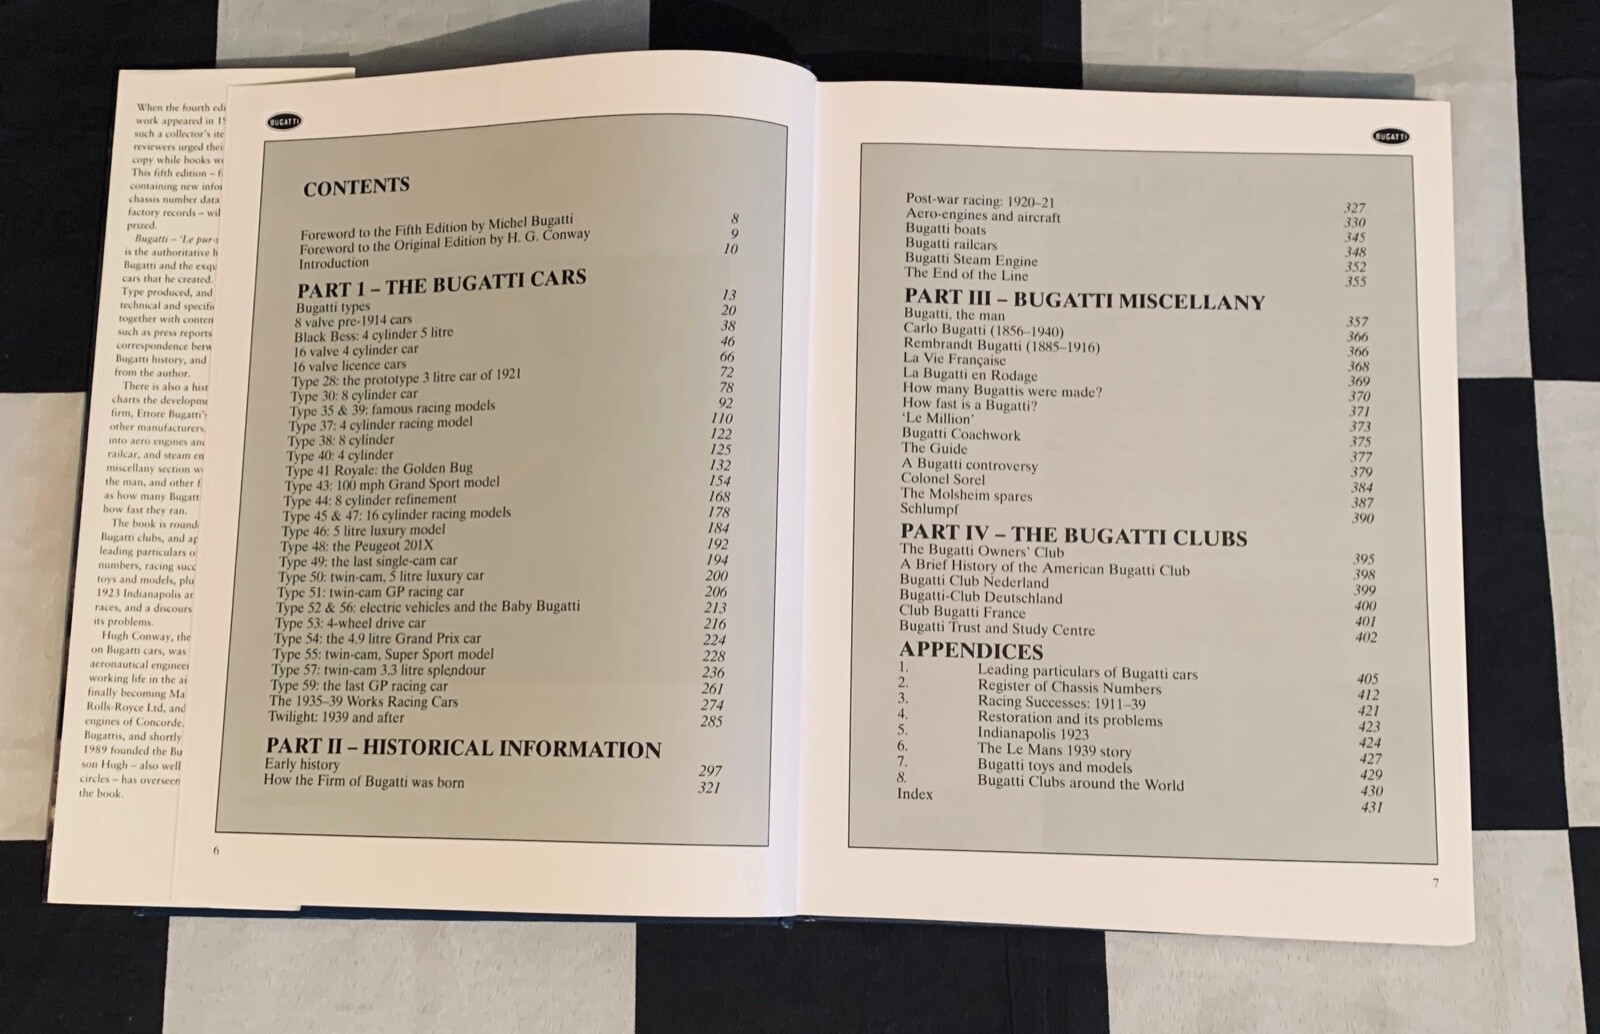 When the fourth edi
work appeared in 19
such a collector's ite
reviewers urged thei
copy while books we
This fifth edition – f
containing new infor
chassis number data
factory records – wil
prized.
Bugatti – 'Le pur-s
is the authoritative h
Bugatti and the exqu
cars that he created.
Type produced, and
technical and specifi
together with conten
such as press reports
correspondence betw
Bugatti history, and
from the author.
There is also a hist
charts the developme
firm, Ettore Bugatti's
other manufacturers,
into aero engines and
railcar, and steam en
miscellany section w
the man, and other f
as how many Bugatt
how fast they ran.
The book is round
Bugatti clubs, and ap
leading particulars o
numbers, racing succ
toys and models, plu
1923 Indianapolis an
races, and a discours
its problems.
Hugh Conway, the
on Bugatti cars, was
aeronautical engineer
working life in the ai
finally becoming Ma
Rolls-Royce Ltd, and
engines of Concorde.
Bugattis, and shortly
1989 founded the Bu
son Hugh – also well
circles – has overseen
the book.
BUGATTI
CONTENTS
Foreword to the Fifth Edition by Michel Bugatti 8
Foreword to the Original Edition by H. G. Conway 9
Introduction 10
PART 1 – THE BUGATTI CARS
Bugatti types 13
8 valve pre-1914 cars 20
Black Bess: 4 cylinder 5 litre 38
16 valve 4 cylinder car 46
16 valve licence cars 66
Type 28: the prototype 3 litre car of 1921 72
Type 30: 8 cylinder car 78
Type 35 & 39: famous racing models 92
Type 37: 4 cylinder racing model 110
Type 38: 8 cylinder 122
Type 40: 4 cylinder 125
Type 41 Royale: the Golden Bug 132
Type 43: 100 mph Grand Sport model 154
Type 44: 8 cylinder refinement 168
Type 45 & 47: 16 cylinder racing models 178
Type 46: 5 litre luxury model 184
Type 48: the Peugeot 201X 192
Type 49: the last single-cam car 194
Type 50: twin-cam, 5 litre luxury car 200
Type 51: twin-cam GP racing car 206
Type 52 & 56: electric vehicles and the Baby Bugatti 213
Type 53: 4-wheel drive car 216
Type 54: the 4.9 litre Grand Prix car 224
Type 55: twin-cam, Super Sport model 228
Type 57: twin-cam 3.3 litre splendour 236
Type 59: the last GP racing car 261
The 1935–39 Works Racing Cars 274
Twilight: 1939 and after 285
PART II – HISTORICAL INFORMATION
Early history 297
How the Firm of Bugatti was born 321
6
BUGATTI
Post-war racing: 1920–21 327
Aero-engines and aircraft 330
Bugatti boats 345
Bugatti railcars 348
Bugatti Steam Engine 352
The End of the Line 355
PART III – BUGATTI MISCELLANY
Bugatti, the man 357
Carlo Bugatti (1856–1940) 366
Rembrandt Bugatti (1885–1916) 366
La Vie Française 368
La Bugatti en Rodage 369
How many Bugattis were made? 370
How fast is a Bugatti? 371
'Le Million' 373
Bugatti Coachwork 375
The Guide 377
A Bugatti controversy 379
Colonel Sorel 384
The Molsheim spares 387
Schlumpf 390
PART IV – THE BUGATTI CLUBS
The Bugatti Owners' Club 395
A Brief History of the American Bugatti Club 398
Bugatti Club Nederland 399
Bugatti-Club Deutschland 400
Club Bugatti France 401
Bugatti Trust and Study Centre 402
APPENDICES
1. Leading particulars of Bugatti cars 405
2. Register of Chassis Numbers 412
3. Racing Successes: 1911–39 421
4. Restoration and its problems 423
5. Indianapolis 1923 424
6. The Le Mans 1939 story 427
7. Bugatti toys and models 429
8. Bugatti Clubs around the World 430
Index 431
7